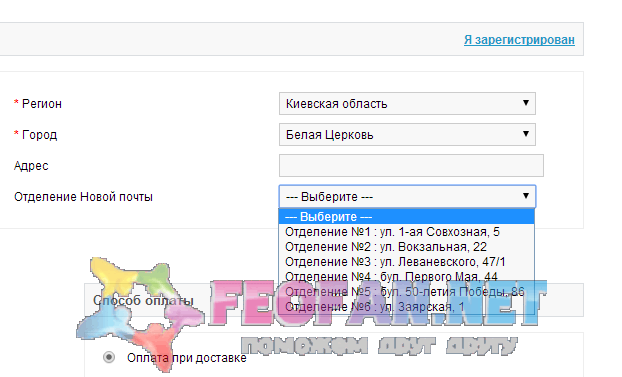 Я зарегистрирован
* Регион Киевская область
* Город Белая Церковь
Адрес
Отделение Новой почты --- Выберите ---
--- Выберите ---
Отделение №1 : ул. 1-ая Совхозная, 5
Отделение №2 : ул. Вокзальная, 22
Отделение №3 : ул. Леваневского, 47/1
Отделение №4 : бул. Первого Мая, 44
Отделение №5 : бул. 50-летия Победы, 86
Отделение №6 : ул. Заярская, 1
Способ оплаты
FEOFAN.NET
поможем друг другу
Оплата при доставке